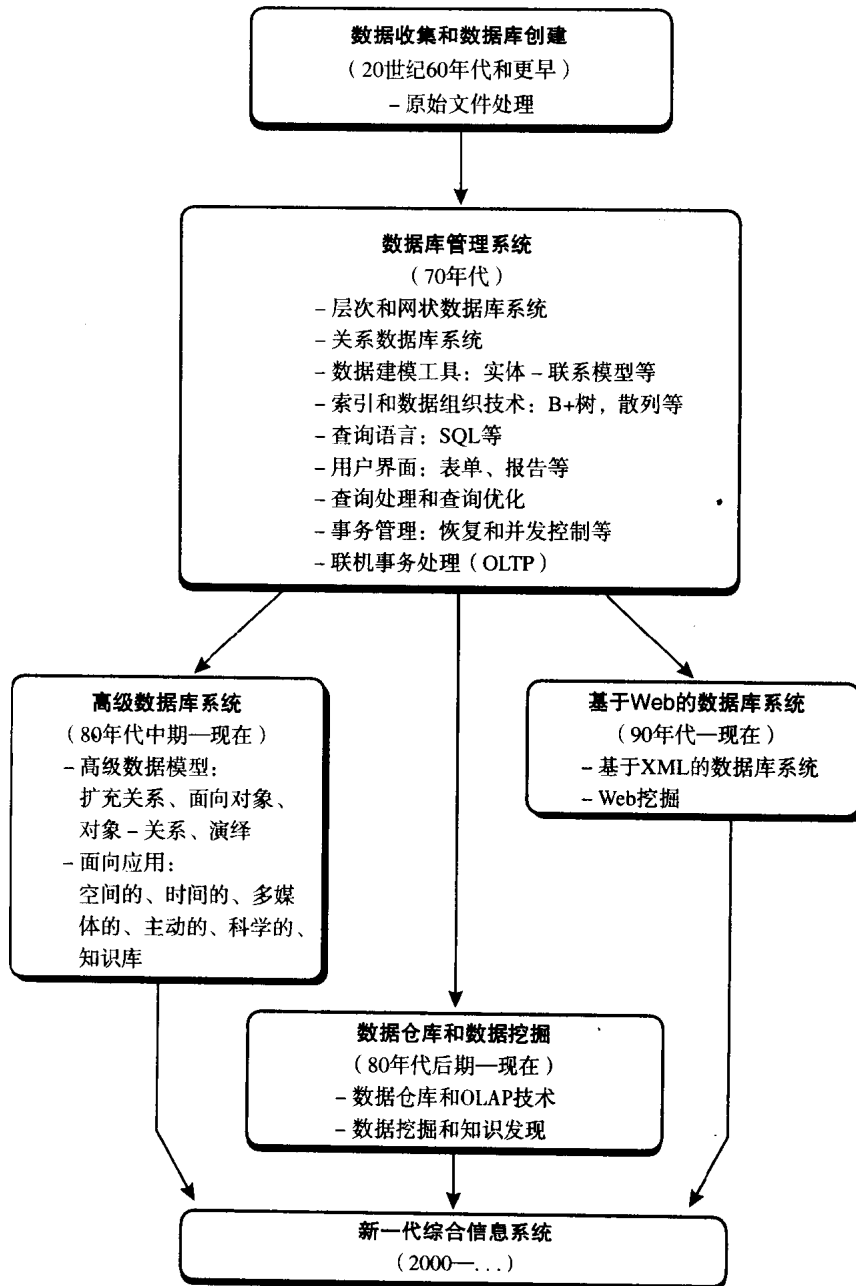 数据收集和数据库创建
（20世纪60年代和更早）
– 原始文件处理
数据库管理系统
（70年代）
– 层次和网状数据库系统
– 关系数据库系统
– 数据建模工具：实体 – 联系模型等
– 索引和数据组织技术：B+树，散列等
– 查询语言：SQL等
– 用户界面：表单、报告等
– 查询处理和查询优化
– 事务管理：恢复和并发控制等
– 联机事务处理（OLTP）
高级数据库系统
（80年代中期—现在）
– 高级数据模型：
扩充关系、面向对象、
对象 – 关系、演绎
– 面向应用：
空间的、时间的、多媒
体的、主动的、科学的、
知识库
基于Web的数据库系统
（90年代—现在）
– 基于XML的数据库系统
– Web挖掘
数据仓库和数据挖掘
（80年代后期—现在）
– 数据仓库和OLAP技术
– 数据挖掘和知识发现
新一代综合信息系统
（2000—...）